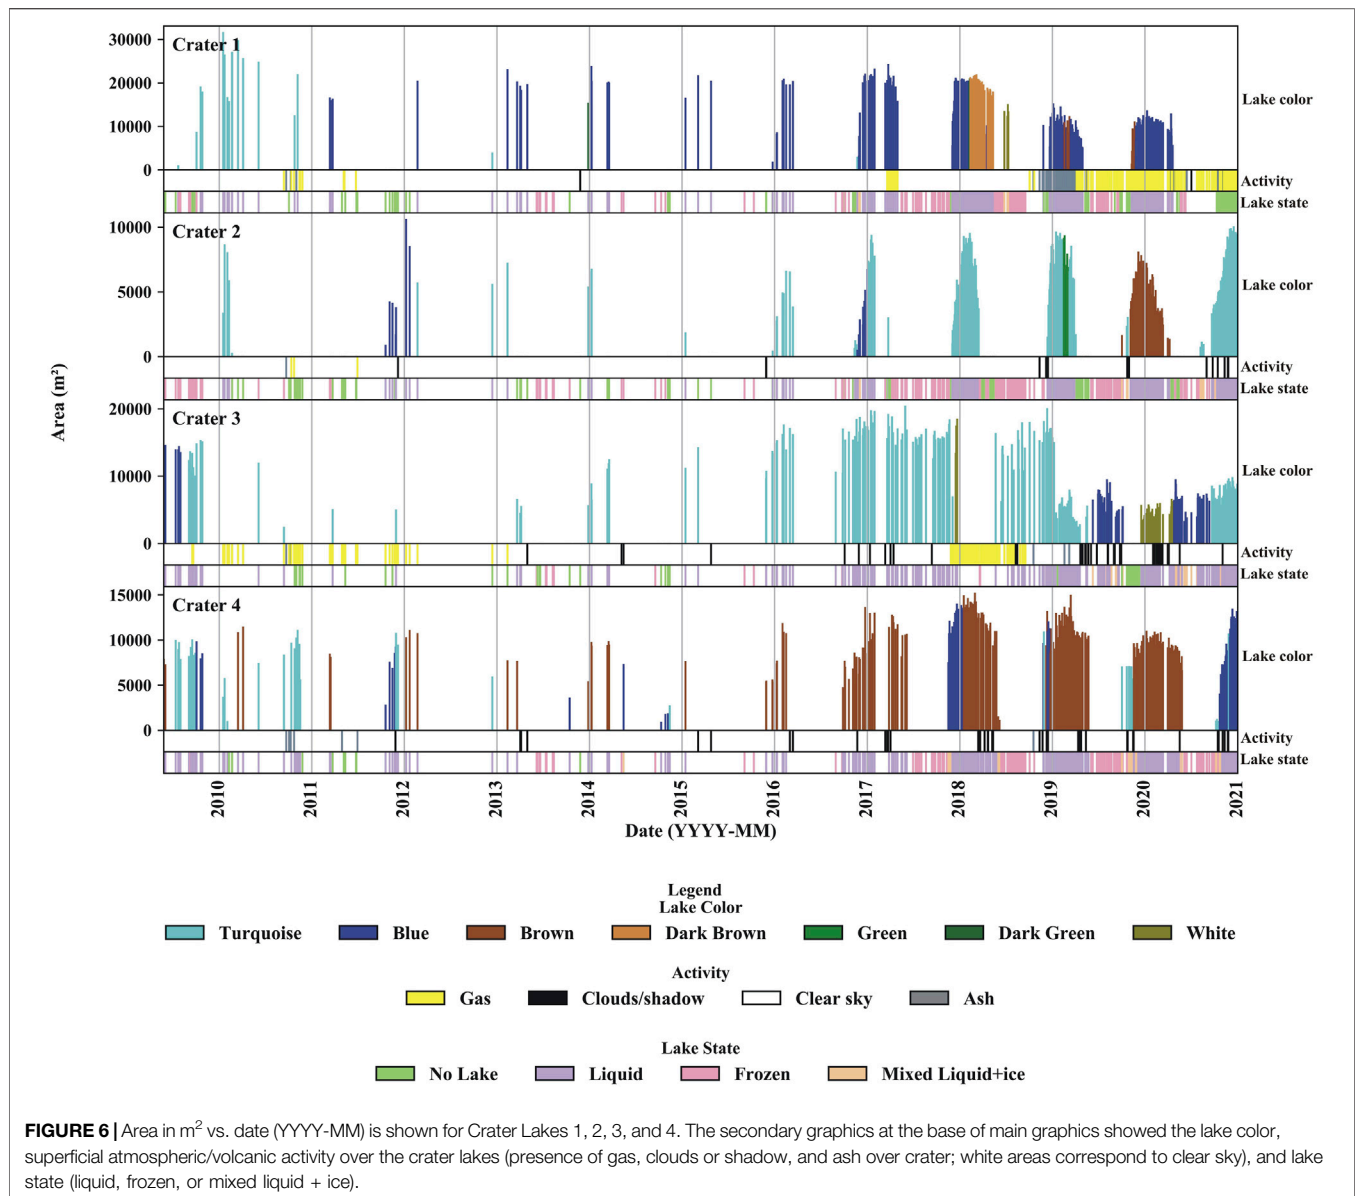 Crater 1
30000
20000
10000
0
Lake color
Activity
Lake state
Crater 2
10000
5000
0
Lake color
Activity
Lake state
Area (m²)
Crater 3
20000
10000
0
Lake color
Activity
Lake state
Crater 4
15000
10000
5000
0
Lake color
Activity
Lake state
2010 2011 2012 2013 2014 2015 2016 2017 2018 2019 2020 2021
Date (YYYY-MM)
Legend
Lake Color
Turquoise Blue Brown Dark Brown Green Dark Green White
Activity
Gas Clouds/shadow Clear sky Ash
Lake State
No Lake Liquid Frozen Mixed Liquid+ice
FIGURE 6 | Area in m² vs. date (YYYY-MM) is shown for Crater Lakes 1, 2, 3, and 4. The secondary graphics at the base of main graphics showed the lake color,
superficial atmospheric/volcanic activity over the crater lakes (presence of gas, clouds or shadow, and ash over crater; white areas correspond to clear sky), and lake
state (liquid, frozen, or mixed liquid + ice).